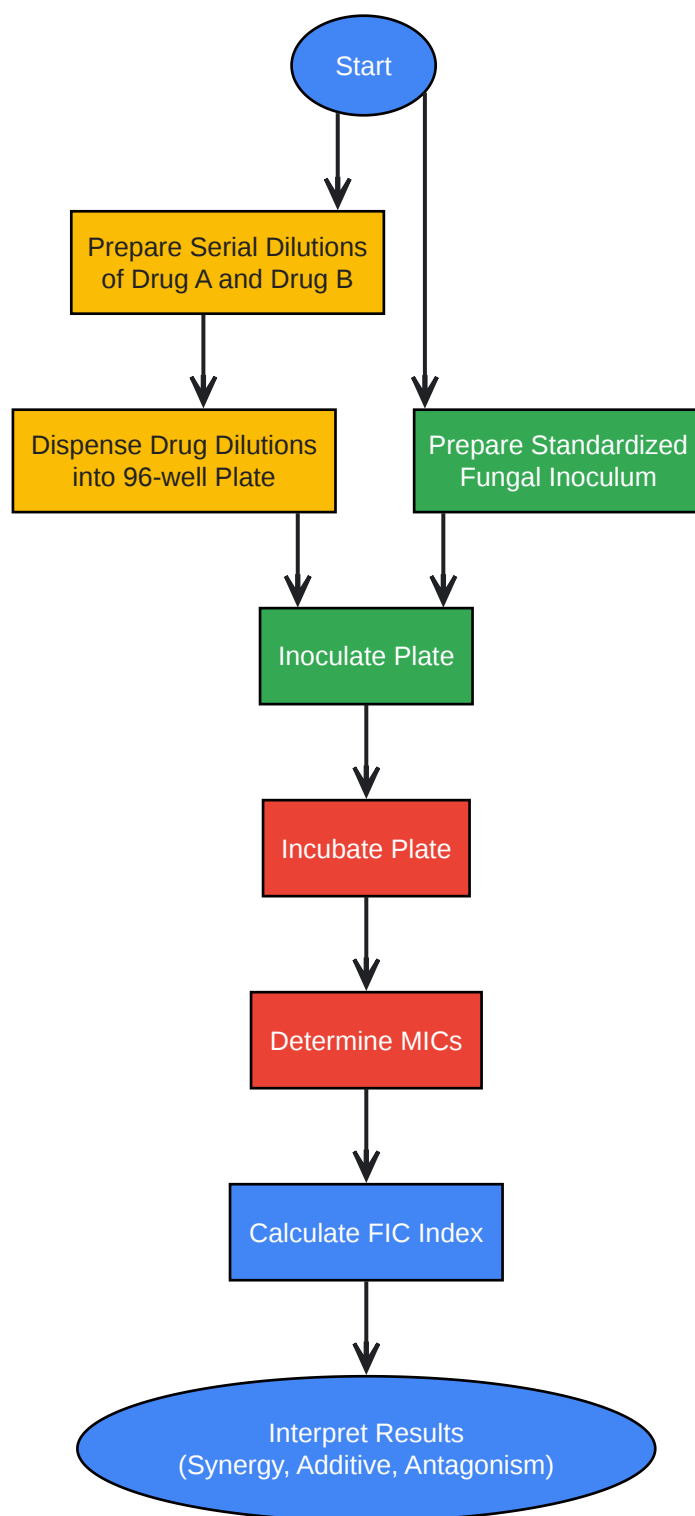 Start
Prepare Serial Dilutions
of Drug A and Drug B
Dispense Drug Dilutions
into 96-well Plate
Prepare Standardized
Fungal Inoculum
Inoculate Plate
Incubate Plate
Determine MICs
Calculate FIC Index
Interpret Results
(Synergy, Additive, Antagonism)